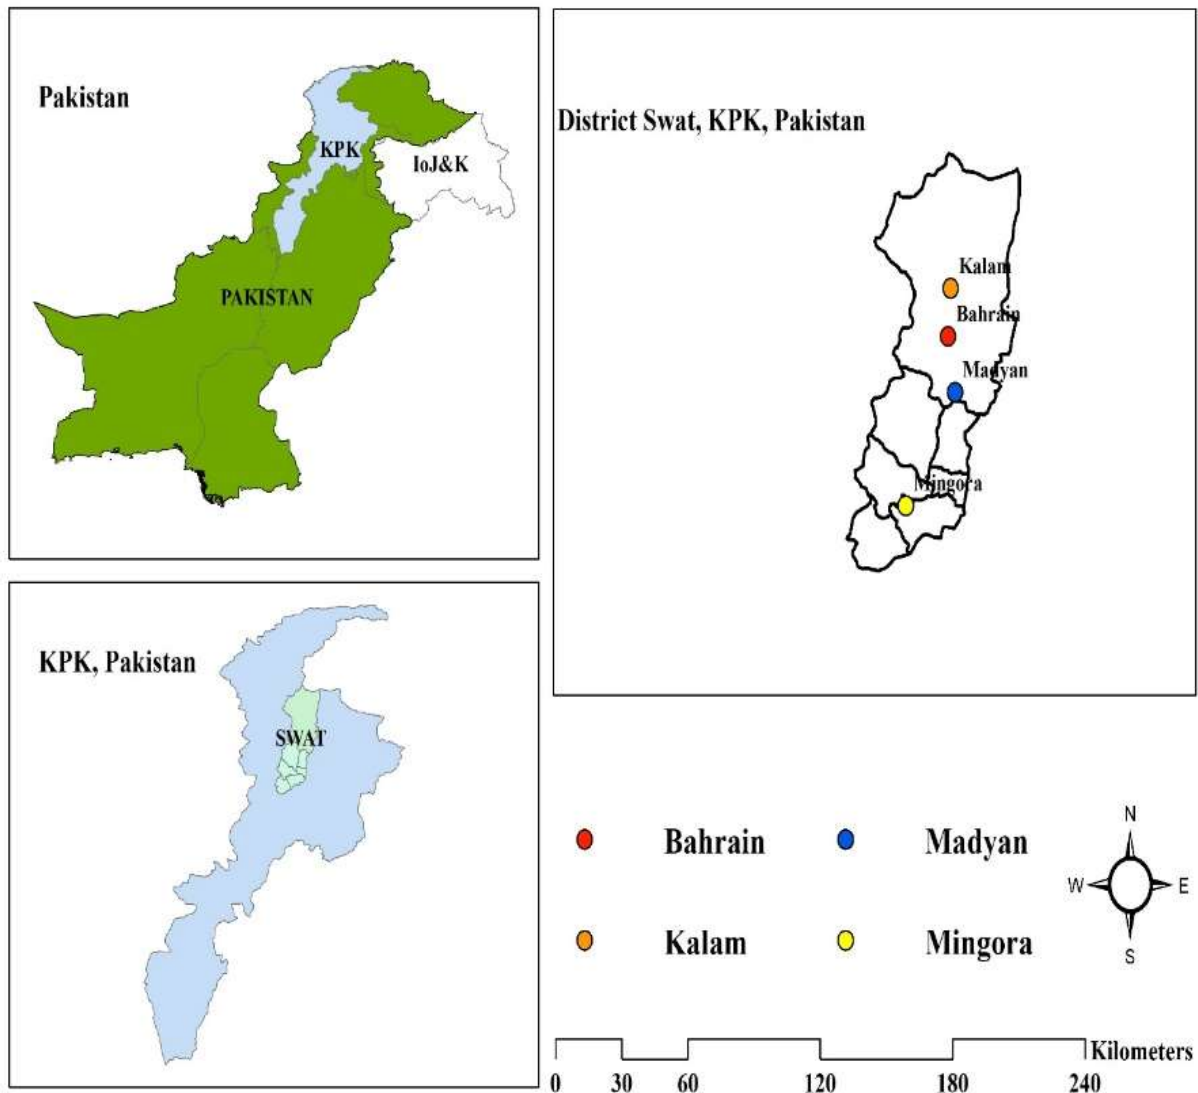 Pakistan
KPK
IoJ&K
PAKISTAN
District Swat, KPK, Pakistan
Kalam
Bahrain
Madyan
Mingora
KPK, Pakistan
SWAT
Bahrain
Madyan
Kalam
Mingora
N
W E
S
Kilometers
0 30 60 120 180 240